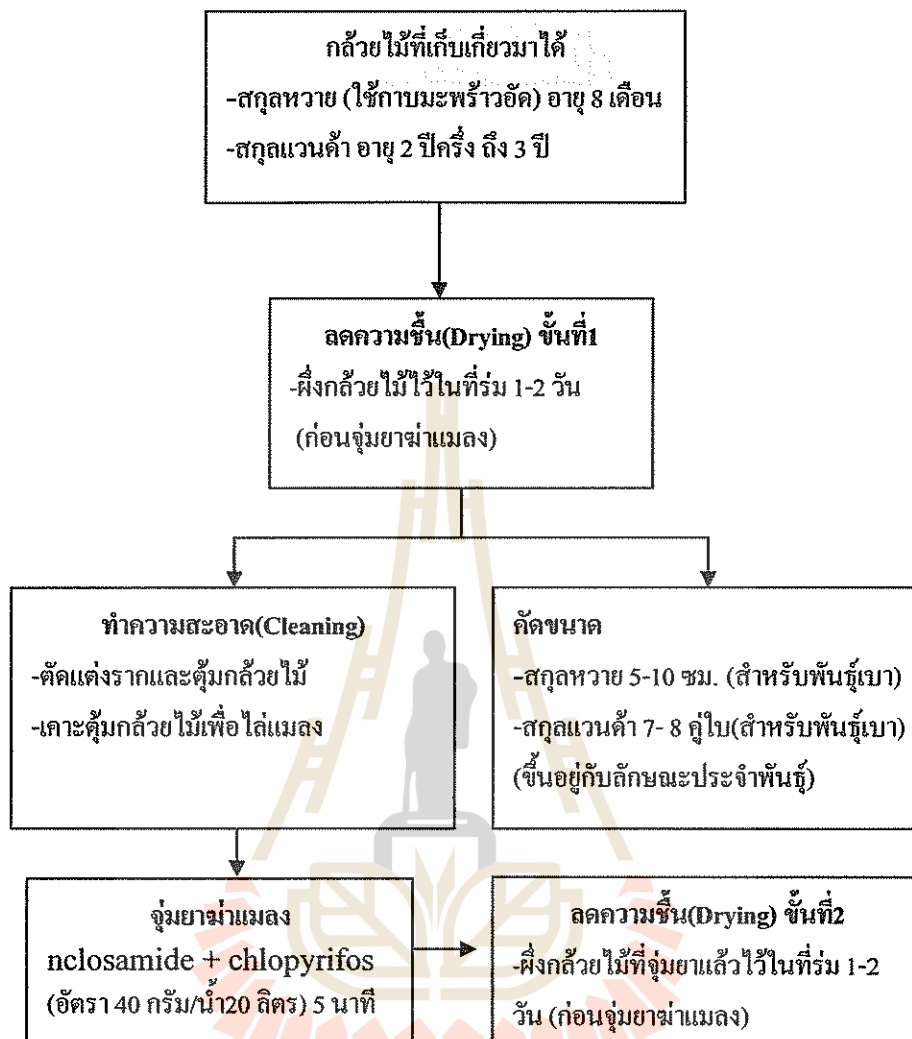 กล้วยไม้ที่เก็บเกี่ยวมาได้
-สกุลหวาย (ใช้กาบมะพร้าวอัด) อายุ 8 เดือน
-สกุลแวนด้า อายุ 2 ปีครึ่ง ถึง 3 ปี
ลดความชื้น(Drying) ขั้นที่1
-ผึ่งกล้วยไม้ไว้ในที่ร่ม 1-2 วัน
(ก่อนจุ่มยาฆ่าแมลง)
ทำความสะอาด(Cleaning)
-ตัดแต่งรากและตุ้มกล้วยไม้
-เคาะตุ้มกล้วยไม้เพื่อไล่แมลง
คัดขนาด
-สกุลหวาย 5-10 ซม. (สำหรับพันธุ์เบา)
-สกุลแวนด้า 7- 8 คู่ใบ(สำหรับพันธุ์เบา)
(ขึ้นอยู่กับลักษณะประจำพันธุ์)
จุ่มยาฆ่าแมลง
nclosamide + chlopyrifos
(อัตรา 40 กรัม/น้ำ20 ลิตร) 5 นาที
ลดความชื้น(Drying) ขั้นที่2
-ผึ่งกล้วยไม้ที่จุ่มยาแล้วไว้ในที่ร่ม 1-2
วัน (ก่อนจุ่มยาฆ่าแมลง)